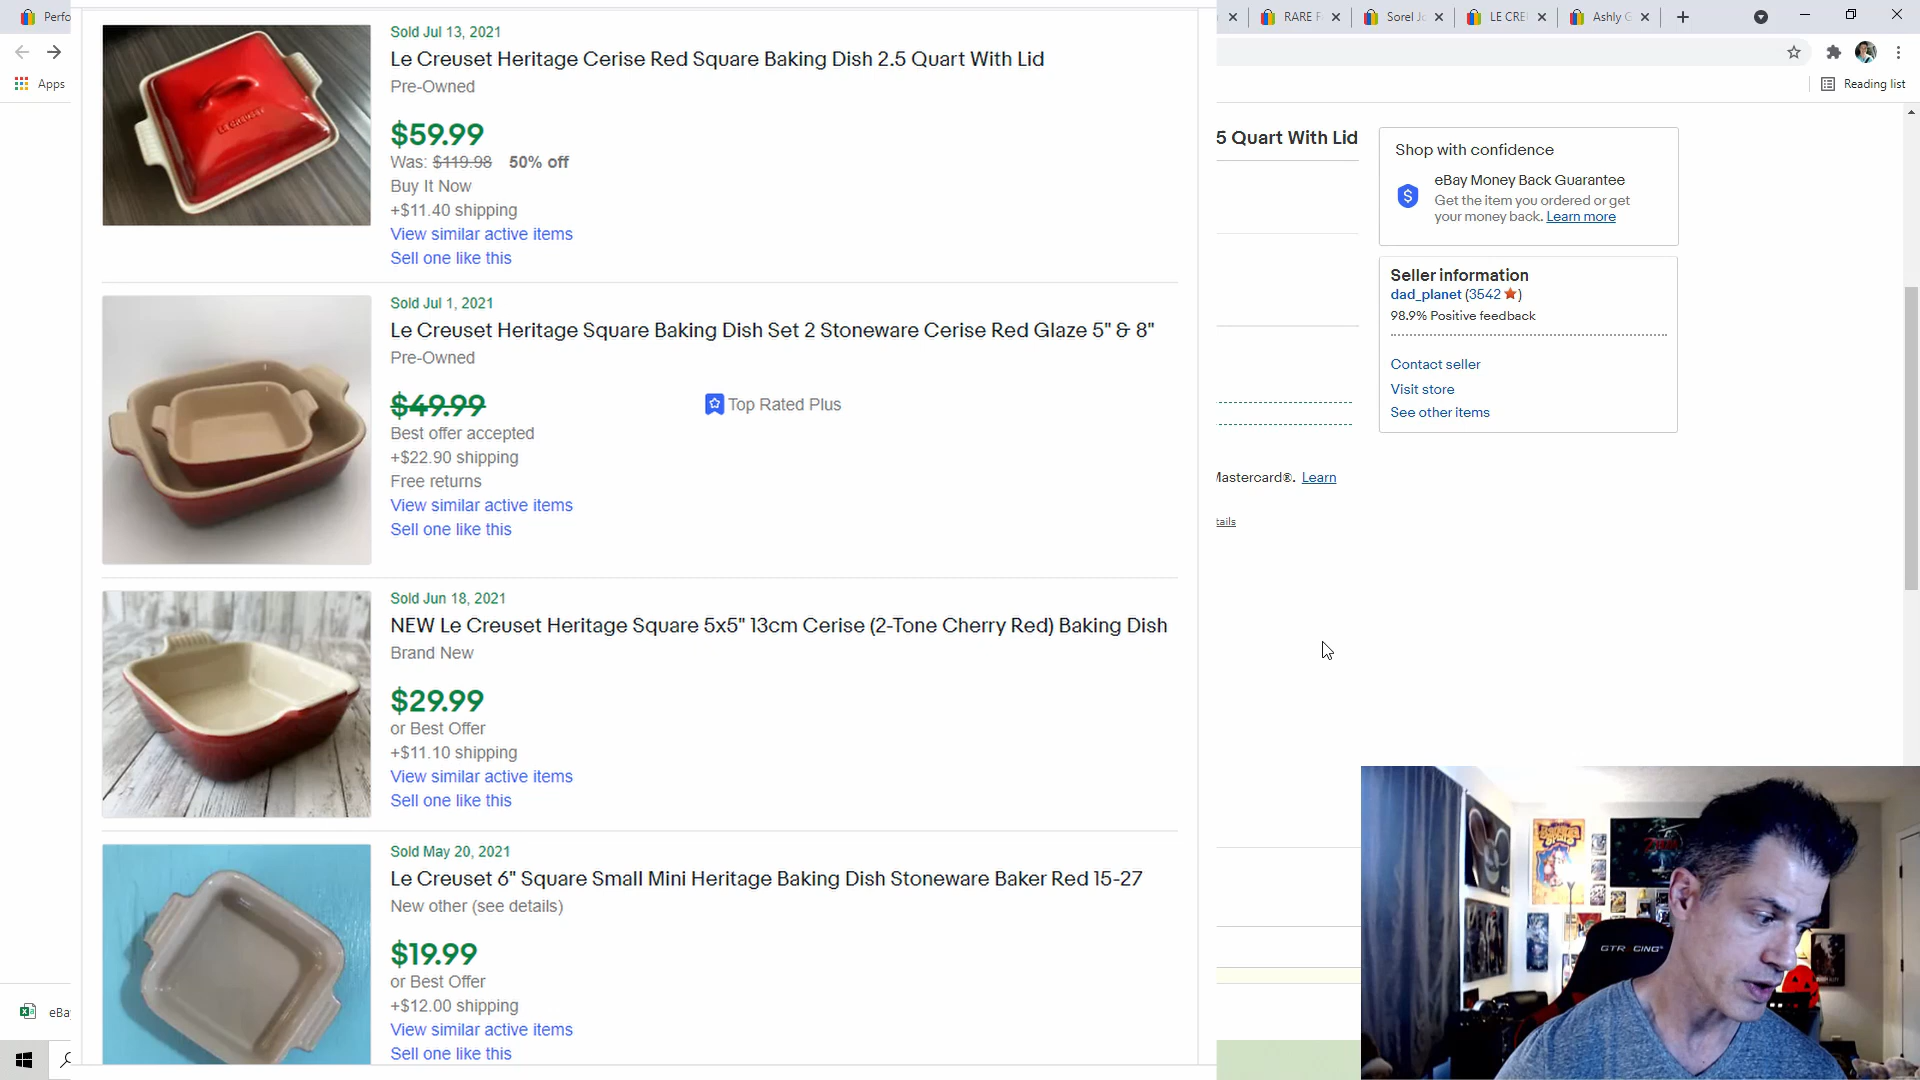 Perfo
RARE F
Sorel Jo
LE CRE
Ashly G
Apps
Reading list
Sold Jul 13, 2021
Le Creuset Heritage Cerise Red Square Baking Dish 2.5 Quart With Lid
Pre-Owned
$59.99
Was: $119.98 50% off
Buy It Now
+$11.40 shipping
View similar active items
Sell one like this
LE CREUSET
Sold Jul 1, 2021
Le Creuset Heritage Square Baking Dish Set 2 Stoneware Cerise Red Glaze 5" & 8"
Pre-Owned
$49.99
Top Rated Plus
Best offer accepted
+$22.90 shipping
Free returns
View similar active items
Sell one like this
Sold Jun 18, 2021
NEW Le Creuset Heritage Square 5x5" 13cm Cerise (2-Tone Cherry Red) Baking Dish
Brand New
$29.99
or Best Offer
+$11.10 shipping
View similar active items
Sell one like this
Sold May 20, 2021
Le Creuset 6" Square Small Mini Heritage Baking Dish Stoneware Baker Red 15-27
New other (see details)
$19.99
or Best Offer
+$12.00 shipping
View similar active items
Sell one like this
5 Quart With Lid
Shop with confidence
eBay Money Back Guarantee
Get the item you ordered or get
your money back. Learn more
Seller information
dad_planet (3542)
98.9% Positive feedback
Contact seller
Visit store
See other items
Mastercard®. Learn
tails
eBa
GTRACING